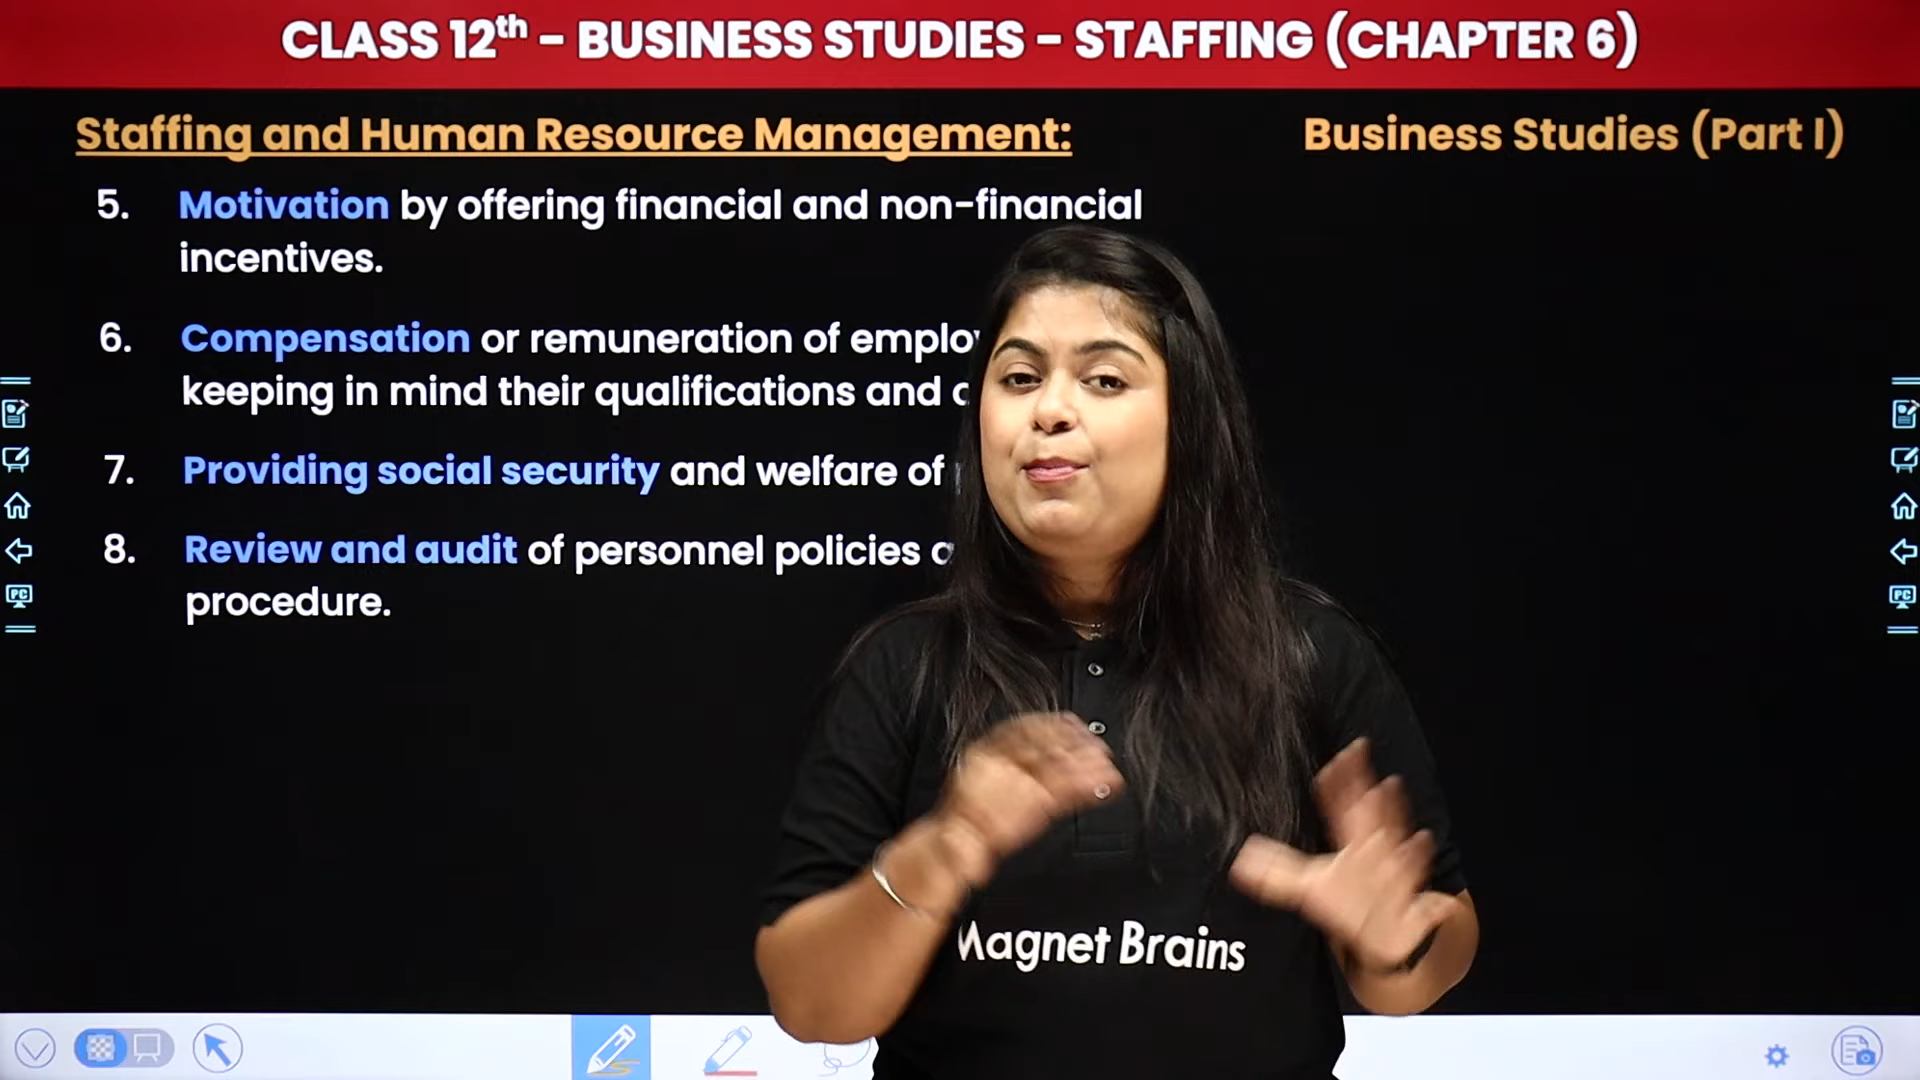 CLASS 12th - BUSINESS STUDIES - STAFFING (CHAPTER 6)
Staffing and Human Resource Management:
Business Studies (Part I)
5. Motivation by offering financial and non-financial
incentives.
6. Compensation or remuneration of
keeping in mind their qualifications and
7. Providing social security and welfare of
8. Review and audit of personnel policies
procedure.
PC
PC
Magnet Brains